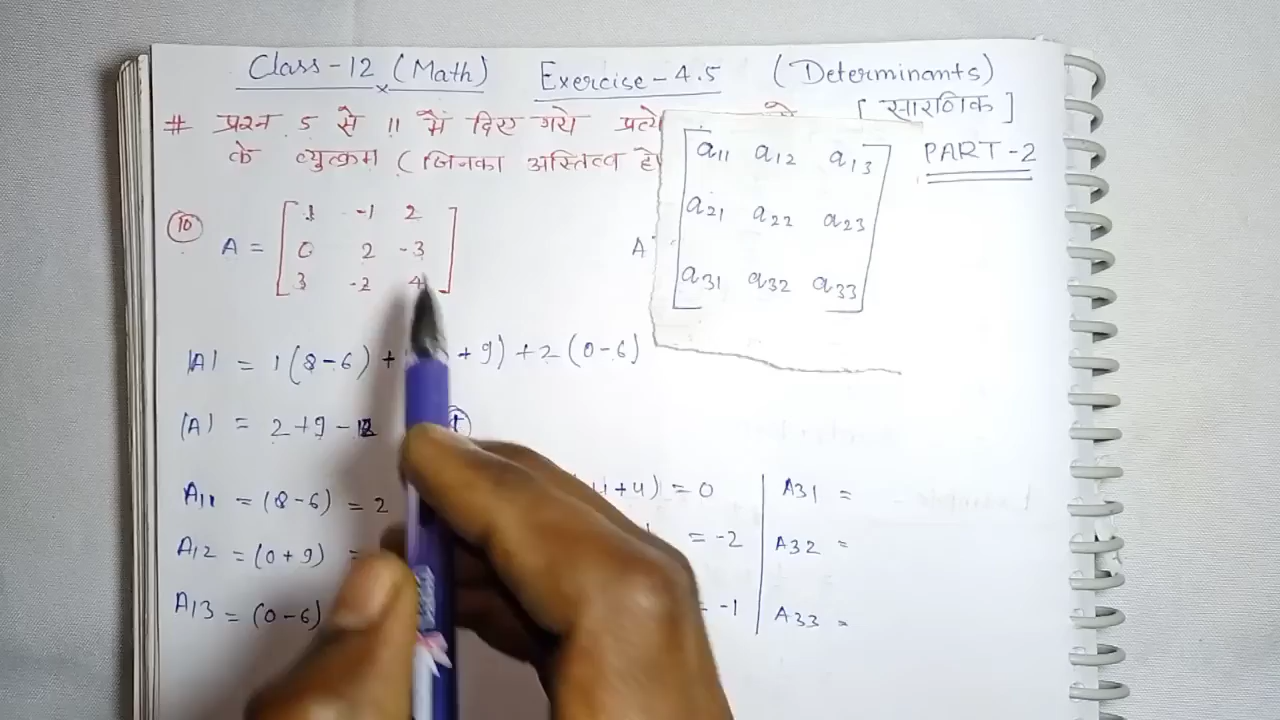 Class-12 (Math) Exercise-4.5 (Determinants)
[ सारणिक ]
# प्रश्न 5 से 11 में दिए गये
के व्युत्क्रम ( जिनका अस्तित्व हो
PART-2
a11 a12 a13
a21 a22 a23
a31 a32 a33
10 A = 1 -1 2
0 2 -3
3 -2 4
A
|A| = 1(8-6) + +9) +2 (0-6)
|A| = 2+9-12
A11 = (8-6) = 2
A12 = (0+9) =
A13 = (0-6)
4+4) = 0
= -2
= -1
A31 =
A32 =
A33 =